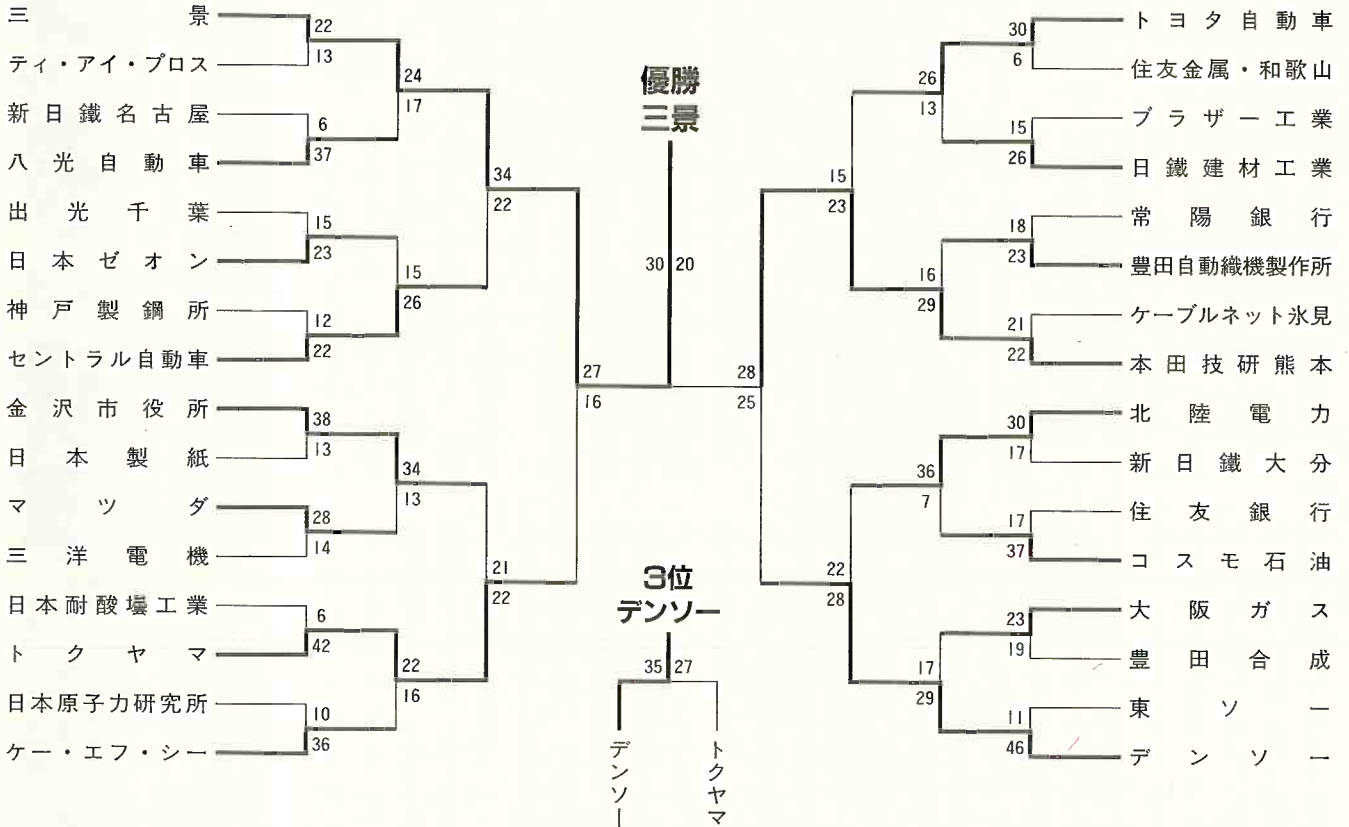 三景
ティ・アイ・プロス
新日鐵名古屋
八光自動車
出光千葉
日本ゼオン
神戸製鋼所
セントラル自動車
金沢市役所
日本製紙
マツダ
三洋電機
日本耐酸壜工業
トクヤマ
日本原子力研究所
ケー・エフ・シー
22
13
6
37
15
23
12
22
38
13
28
14
6
42
10
36
24
17
15
26
34
13
22
16
34
22
21
22
27
16
優勝
三景
30 20
3位
デンソー
35 27
デンソー
トクヤマ
28
25
15
23
22
28
26
13
16
29
36
7
17
29
30
6
15
26
18
23
21
22
30
17
17
37
23
19
11
46
トヨタ自動車
住友金属・和歌山
ブラザー工業
日鐵建材工業
常陽銀行
豊田自動織機製作所
ケーブルネット氷見
本田技研熊本
北陸電力
新日鐵大分
住友銀行
コスモ石油
大阪ガス
豊田合成
東ソー
デンソー